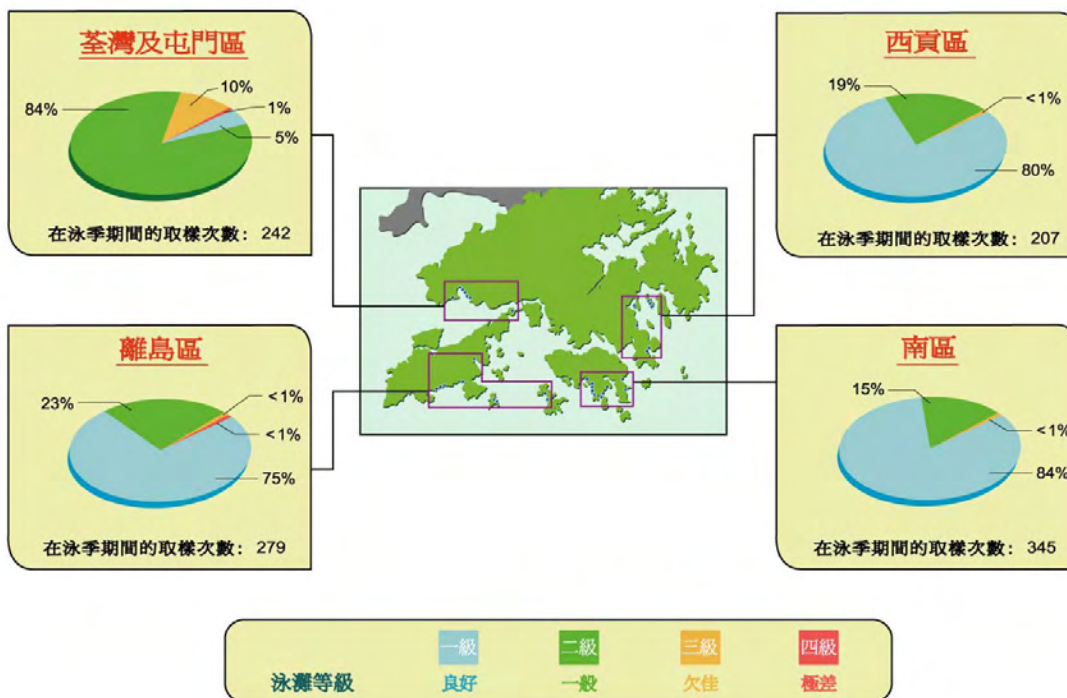 荃灣及屯門區
84%
10%
1%
5%
在泳季期間的取樣次數: 242
西貢區
19%
<1%
80%
在泳季期間的取樣次數: 207
離島區
23%
<1%
<1%
75%
在泳季期間的取樣次數: 279
南區
15%
<1%
84%
在泳季期間的取樣次數: 345
泳灘等級
一級
良好
二級
一般
三級
欠佳
四級
極差